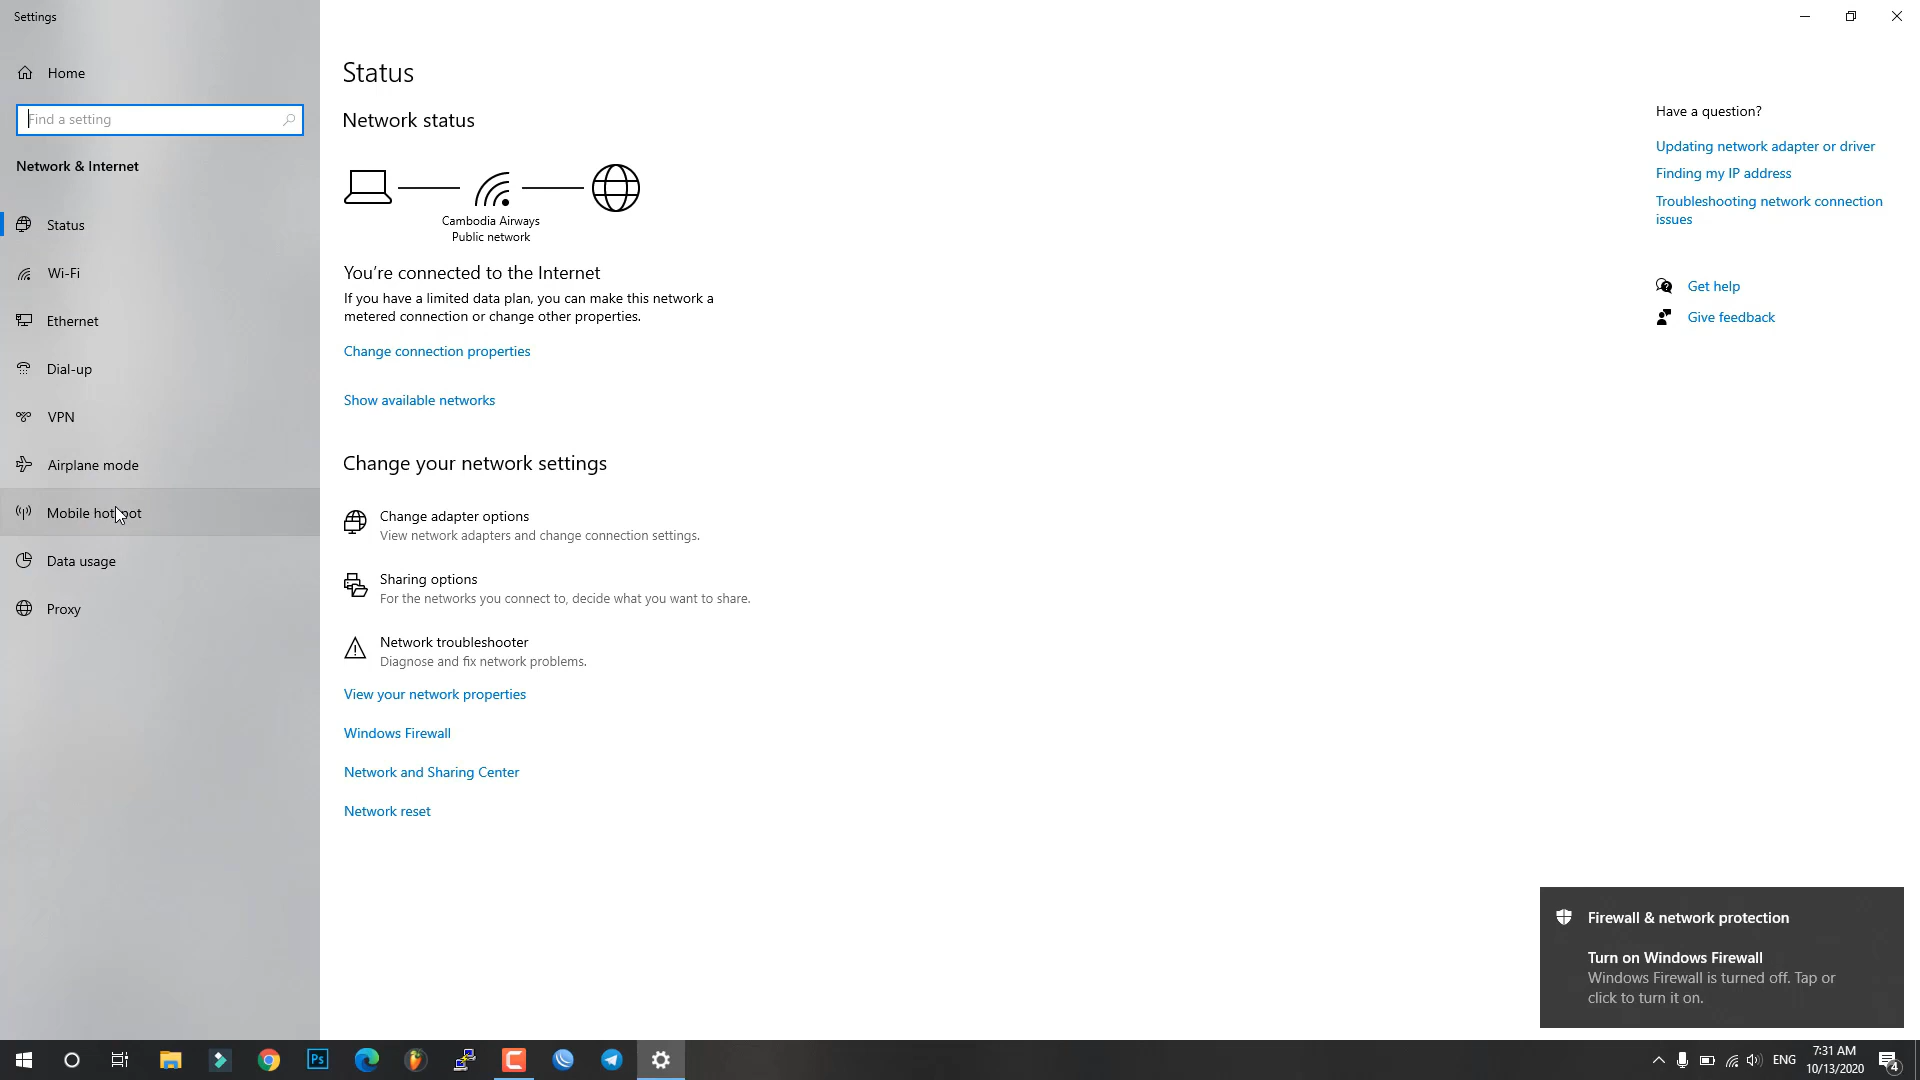 Settings
Home
Find a setting
Network & Internet
Status
Wi-Fi
Ethernet
Dial-up
VPN
Airplane mode
Mobile hotspot
Data usage
Proxy
Status
Network status
Cambodia Airways
Public network
You're connected to the Internet
If you have a limited data plan, you can make this network a
metered connection or change other properties.
Change connection properties
Show available networks
Change your network settings
Change adapter options
View network adapters and change connection settings.
Sharing options
For the networks you connect to, decide what you want to share.
Network troubleshooter
Diagnose and fix network problems.
View your network properties
Windows Firewall
Network and Sharing Center
Network reset
Have a question?
Updating network adapter or driver
Finding my IP address
Troubleshooting network connection
issues
Get help
Give feedback
Firewall & network protection
Turn on Windows Firewall
Windows Firewall is turned off. Tap or
click to turn it on.
Ps
ENG
7:31 AM
10/13/2020
4